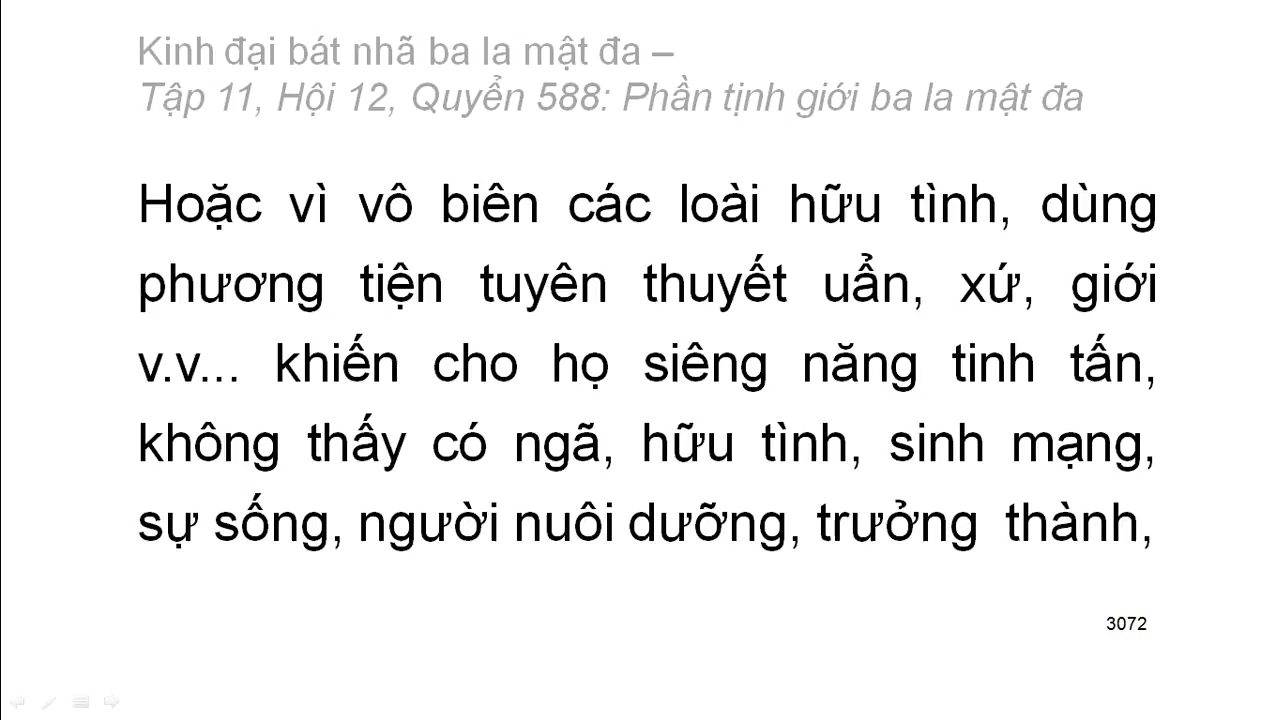 Kinh đại bát nhã ba la mật đa –
Tập 11, Hội 12, Quyển 588: Phần tịnh giới ba la mật đa
Hoặc vì vô biên các loài hữu tình, dùng
phương tiện tuyên thuyết uẩn, xứ, giới
v.v... khiến cho họ siêng năng tinh tấn,
không thấy có ngã, hữu tình, sinh mạng,
sự sống, người nuôi dưỡng, trưởng thành,
3072